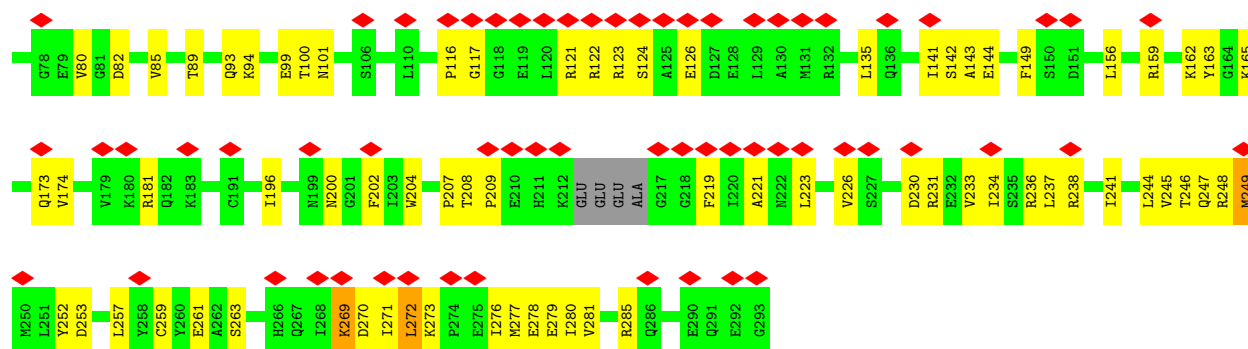 G78 E79 V80 G81 D82 V85 T89 Q93 K94 E99 T100 N101 S106 L110 P116 G117 G118 E119 L120 R121 R122 R123 S124 A125 E126 D127 E128 L129 A130 M131 R132 L135 Q136 I141 S142 A143 E144 F149 S150 D151 L156 R159 K162 Y163 G164 K165
Q173 V174 V179 K180 R181 Q182 K183 C191 I196 N199 N200 G201 F202 I203 W204 P207 T208 P209 E210 H211 K212 GLU GLU GLU ALA G217 G218 F219 I220 A221 N222 L223 V226 S227 D230 R231 E232 V233 I234 S235 R236 L237 R238 I241 L244 V245 T246 Q247 R248 M249
M250 L251 Y252 D253 L257 Y258 C259 Y260 E261 A262 S263 H266 Q267 I268 K269 D270 I271 L272 K273 P274 E275 I276 M277 E278 E279 I280 V281 R285 Q286 E290 Q291 E292 G293